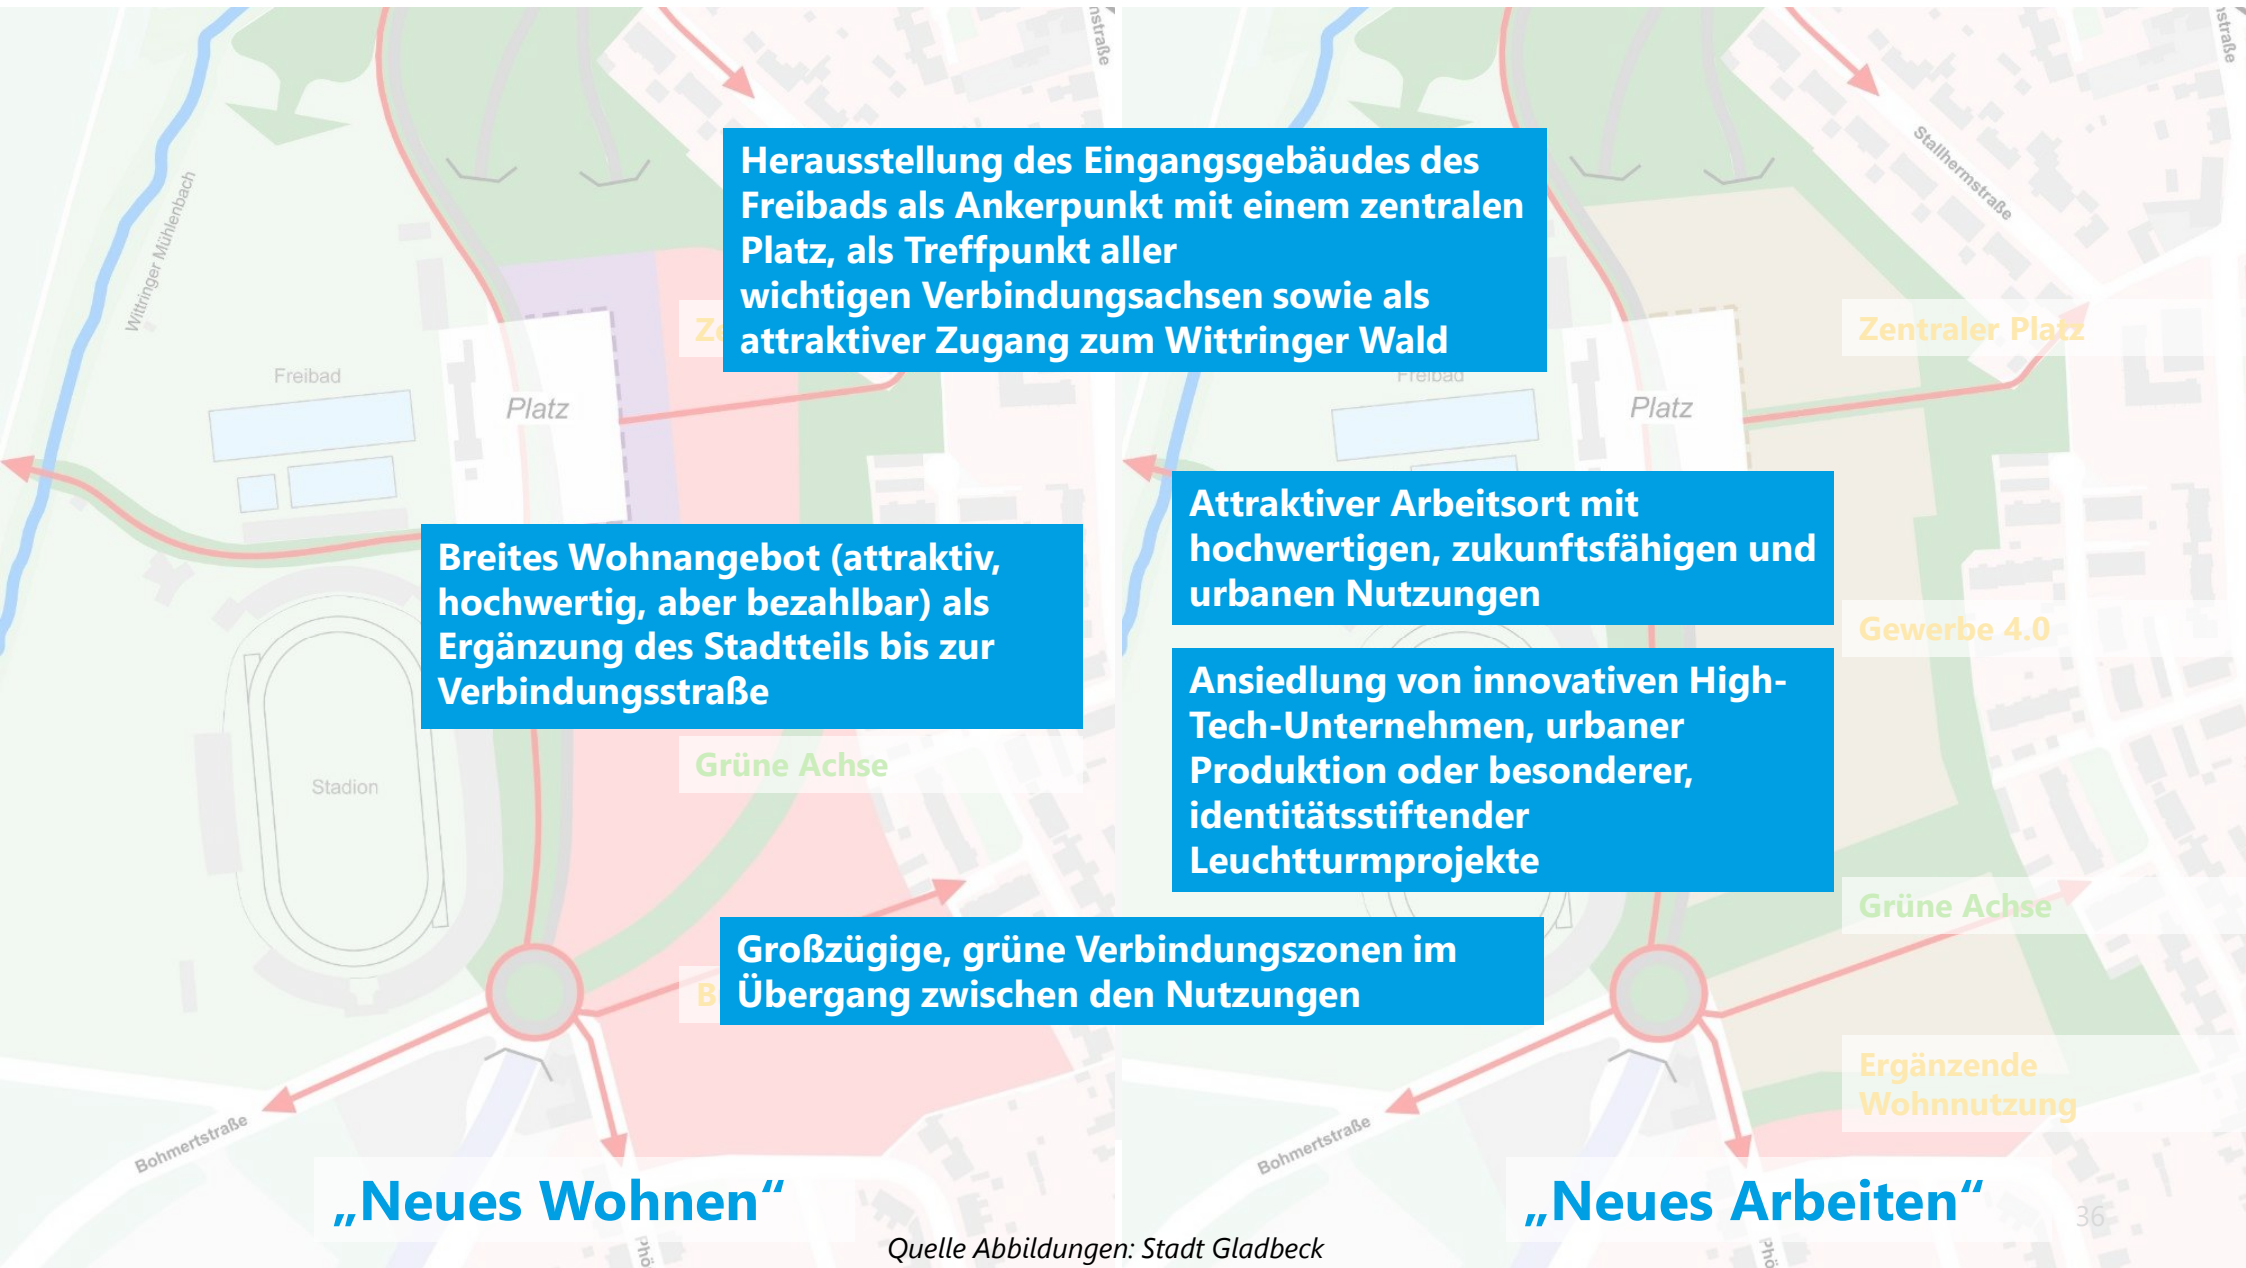 Herausstellung des Eingangsgebäudes des
Freibads als Ankerpunkt mit einem zentralen
Platz, als Treffpunkt aller
wichtigen Verbindungsachsen sowie als
attraktiver Zugang zum Wittringer Wald
Stallhermstraße
Wittringer Mühlenbach
Zentraler Platz
Freibad
Freibad
Platz
Platz
Breites Wohnangebot (attraktiv,
hochwertig, aber bezahlbar) als
Ergänzung des Stadtteils bis zur
Verbindungsstraße
Attraktiver Arbeitsort mit
hochwertigen, zukunftsfähigen und
urbanen Nutzungen
Gewerbe 4.0
Ansiedlung von innovativen High-
Tech-Unternehmen, urbaner
Produktion oder besonderer,
identitätsstiftender
Leuchtturmprojekte
Grüne Achse
Stadion
Grüne Achse
Großzügige, grüne Verbindungszonen im
Übergang zwischen den Nutzungen
Ergänzende
Wohnnutzung
Bohmertstraße
Bohmertstraße
„Neues Wohnen“
„Neues Arbeiten“
36
Quelle Abbildungen: Stadt Gladbeck